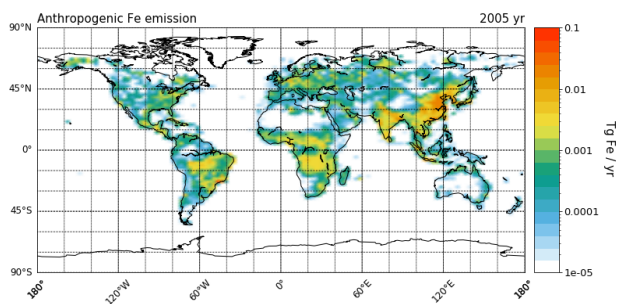 Anthropogenic Fe emission 2005 yr
90°N
45°N
0°
45°S
90°S
180°
120°W
60°W
0°
60°E
120°E
180°
0.1
0.01
0.001
0.0001
1e-05
Tg Fe / yr